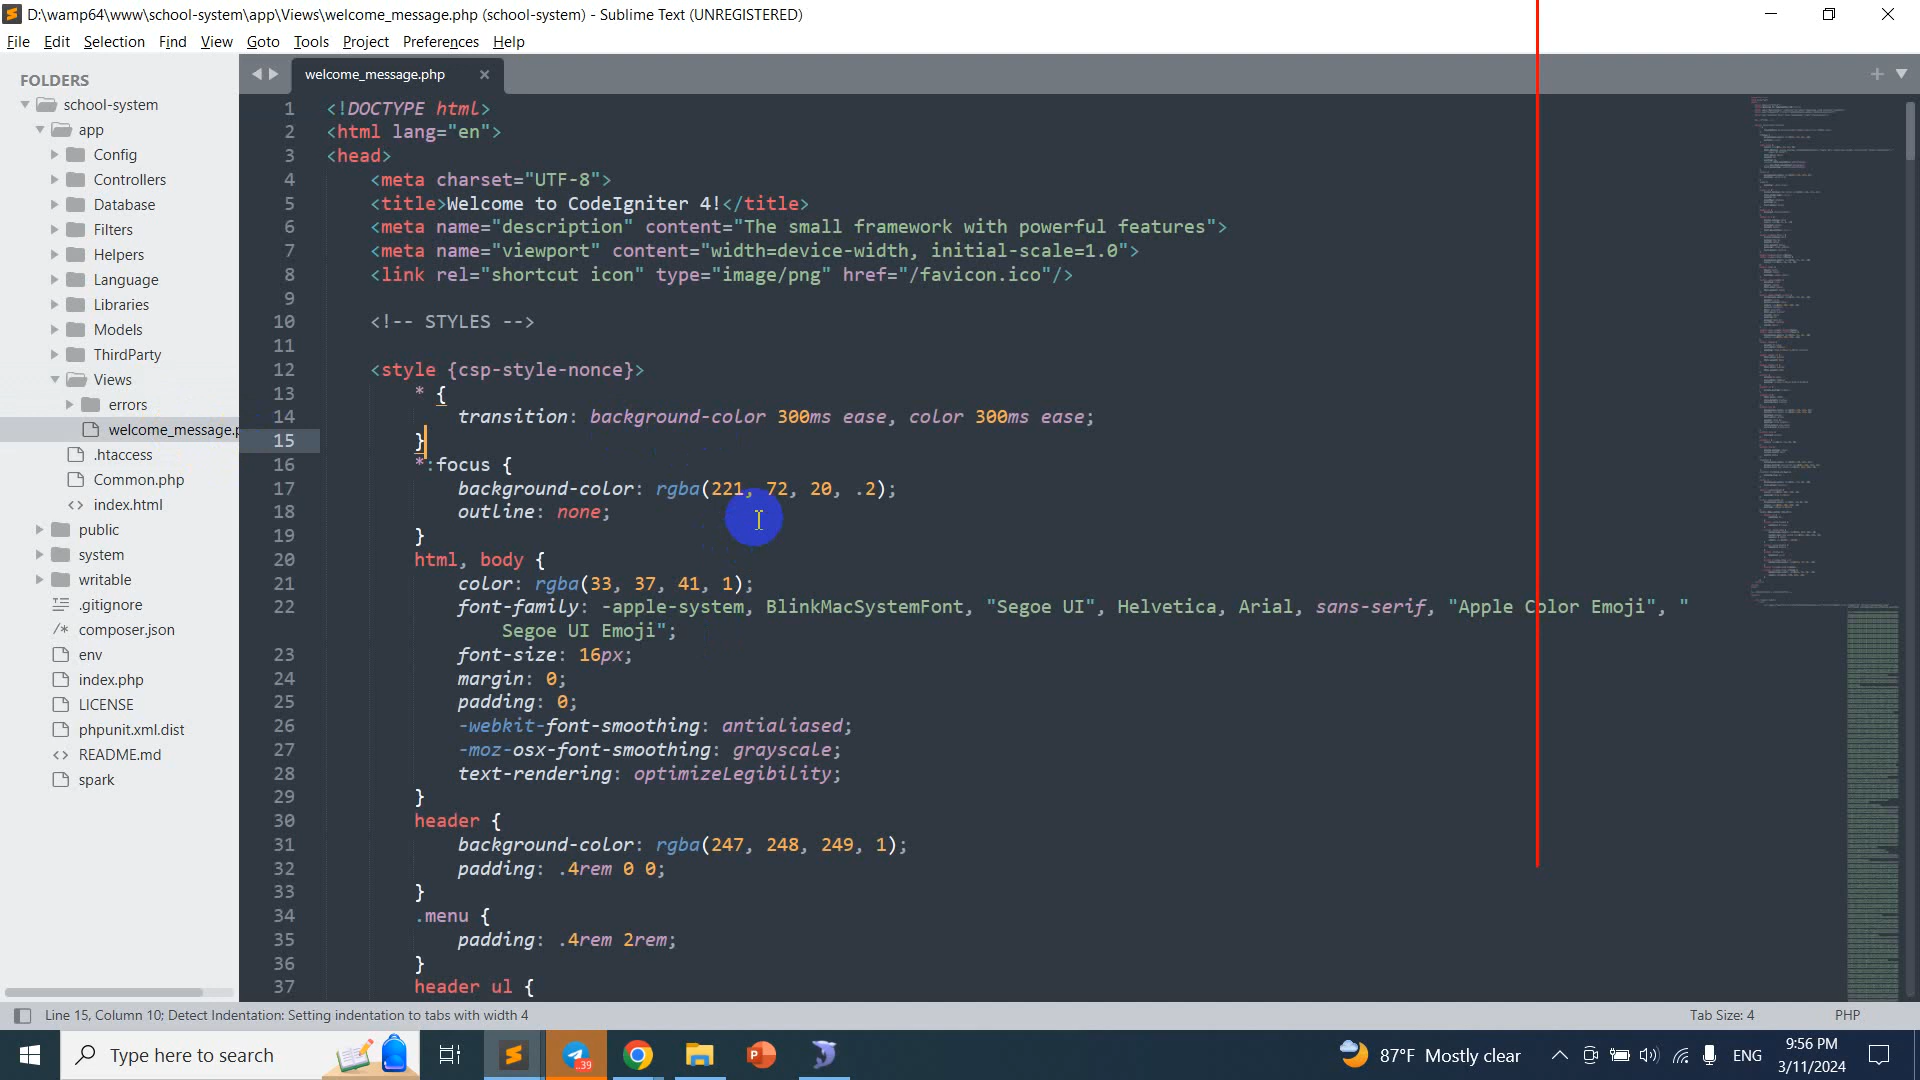 D:\wamp64\www\school-system\app\Views\welcome_message.php (school-system) - Sublime Text (UNREGISTERED)
File Edit Selection Find View Goto Tools Project Preferences Help
FOLDERS
school-system
app
Config
Controllers
Database
Filters
Helpers
Language
Libraries
Models
ThirdParty
Views
errors
welcome_message.p
.htaccess
Common.php
<> index.html
public
system
writable
.gitignore
/* composer.json
env
index.php
LICENSE
phpunit.xml.dist
<> README.md
spark
welcome_message.php
1 <!DOCTYPE html>
2 <html lang="en">
3 <head>
4 <meta charset="UTF-8">
5 <title>Welcome to CodeIgniter 4!</title>
6 <meta name="description" content="The small framework with powerful features">
7 <meta name="viewport" content="width=device-width, initial-scale=1.0">
8 <link rel="shortcut icon" type="image/png" href="/favicon.ico"/>
9
10 <!-- STYLES -->
11
12 <style {csp-style-nonce}>
13 * {
14 transition: background-color 300ms ease, color 300ms ease;
15 }
16 *:focus {
17 background-color: rgba(221, 72, 20, .2);
18 outline: none;
19 }
20 html, body {
21 color: rgba(33, 37, 41, 1);
22 font-family: -apple-system, BlinkMacSystemFont, "Segoe UI", Helvetica, Arial, sans-serif, "Apple Color Emoji", "
Segoe UI Emoji";
23 font-size: 16px;
24 margin: 0;
25 padding: 0;
26 -webkit-font-smoothing: antialiased;
27 -moz-osx-font-smoothing: grayscale;
28 text-rendering: optimizeLegibility;
29 }
30 header {
31 background-color: rgba(247, 248, 249, 1);
32 padding: .4rem 0 0;
33 }
34 .menu {
35 padding: .4rem 2rem;
36 }
37 header ul {
Line 15, Column 10; Detect Indentation: Setting indentation to tabs with width 4
Tab Size: 4
PHP
Type here to search
..39
87°F Mostly clear
ENG
9:56 PM
3/11/2024